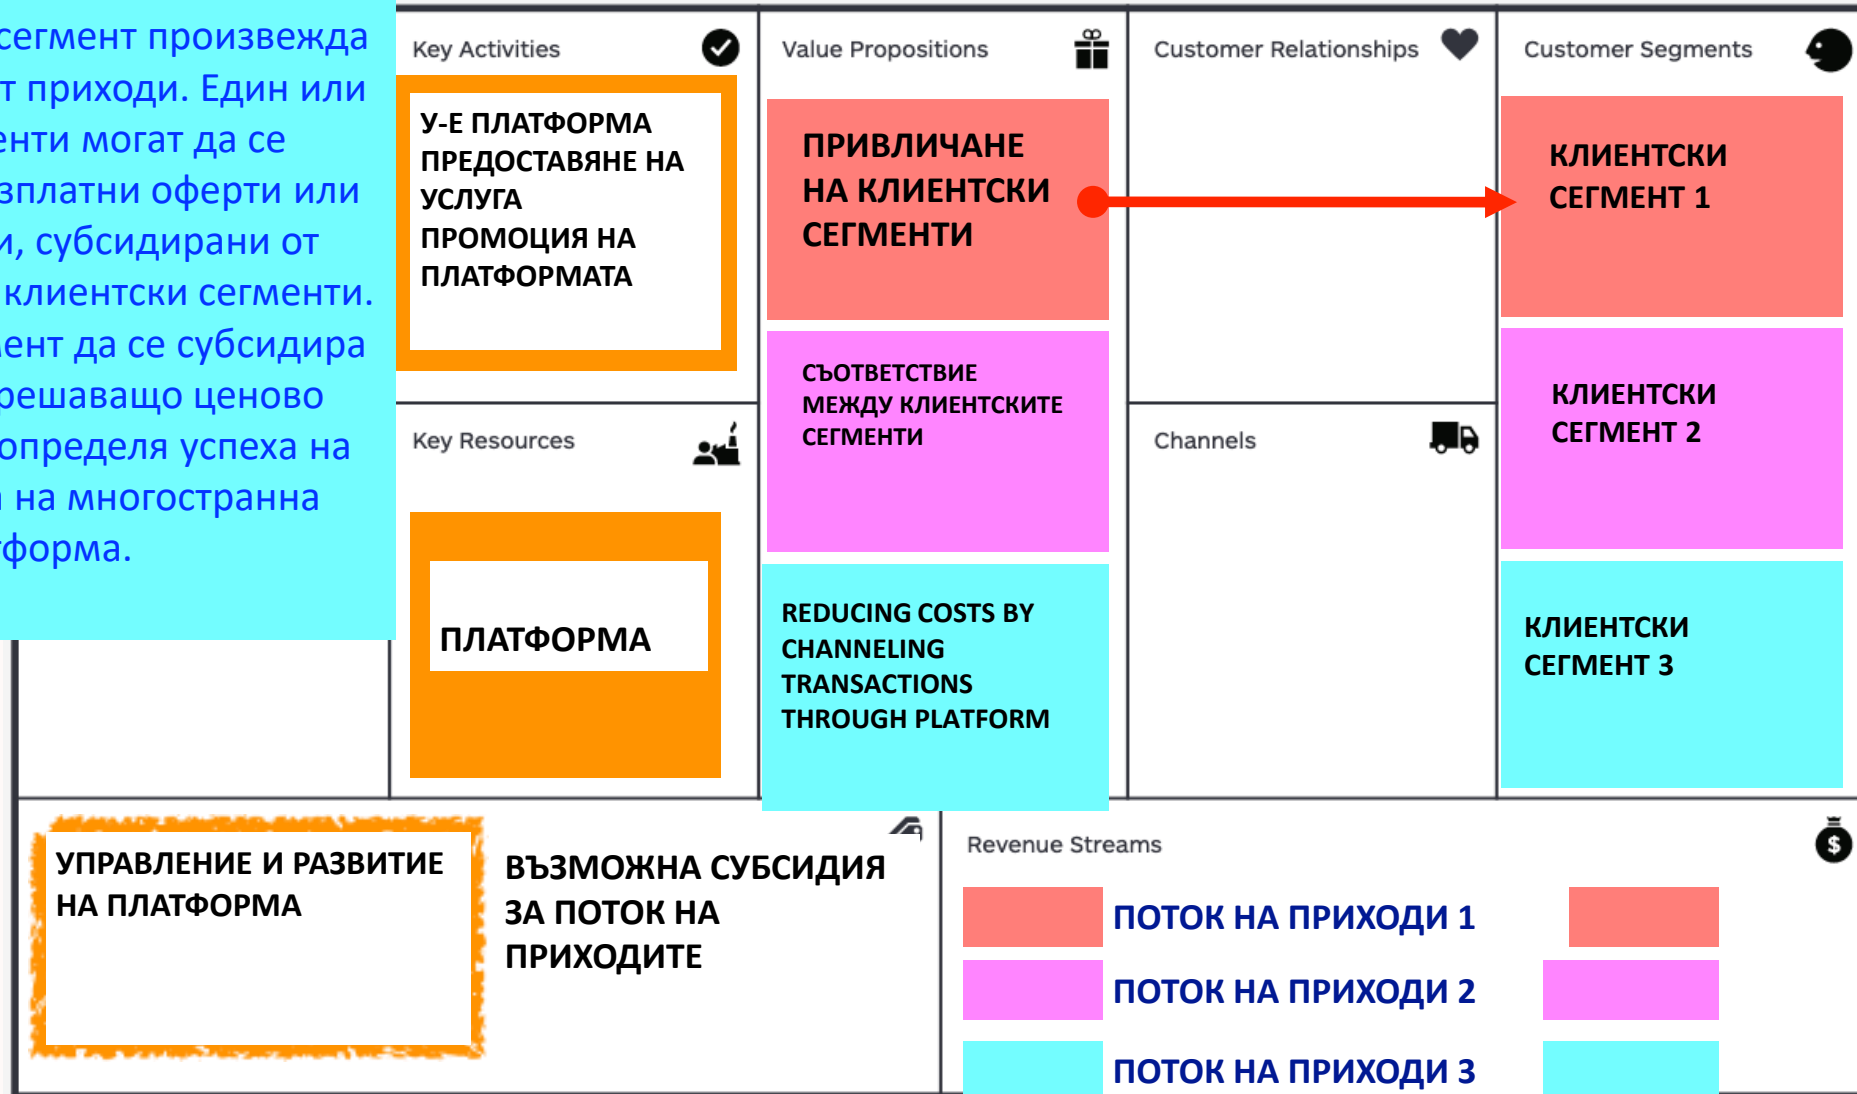 сегмент произвежда
т приходи. Един или
енти могат да се
зплатни оферти или
и, субсидирани от
клиентски сегменти.
мент да се субсидира
решаващо ценово
определя успеха на
а на многостранна
тформа.
Key Activities
У-Е ПЛАТФОРМА
ПРЕДОСТАВЯНЕ НА
УСЛУГА
ПРОМОЦИЯ НА
ПЛАТФОРМАТА
Key Resources
ПЛАТФОРМА
Value Propositions
ПРИВЛИЧАНЕ
НА КЛИЕНТСКИ
СЕГМЕНТИ
СЪОТВЕТСТВИЕ
МЕЖДУ КЛИЕНТСКИТЕ
СЕГМЕНТИ
REDUCING COSTS BY
CHANNELING
TRANSACTIONS
THROUGH PLATFORM
Customer Relationships
Channels
Customer Segments
КЛИЕНТСКИ
СЕГМЕНТ 1
КЛИЕНТСКИ
СЕГМЕНТ 2
КЛИЕНТСКИ
СЕГМЕНТ 3
УПРАВЛЕНИЕ И РАЗВИТИЕ
НА ПЛАТФОРМА
ВЪЗМОЖНА СУБСИДИЯ
ЗА ПОТОК НА
ПРИХОДИТЕ
Revenue Streams
$
ПОТОК НА ПРИХОДИ 1
ПОТОК НА ПРИХОДИ 2
ПОТОК НА ПРИХОДИ 3